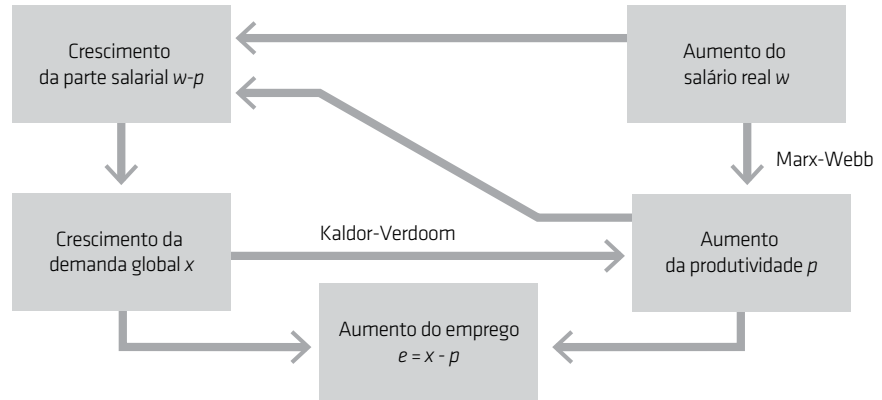 Crescimento
da parte salarial w-p
Aumento do
salário real w
Marx-Webb
Crescimento da
demanda global x
Kaldor-Verdoom
Aumento
da produtividade p
Aumento do emprego
e = x - p